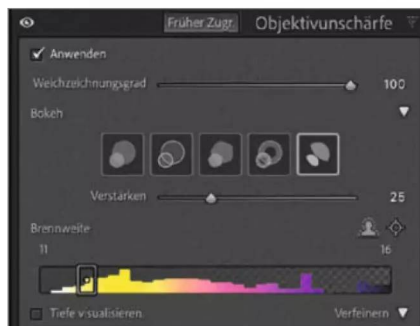 Früher Zugr. Objektivunschärfe
Anwenden
Weichzeichnungsgrad 100
Bokeh
Verstärken 25
Brennweite
11 16
Tiefe visualisieren Verfeinern